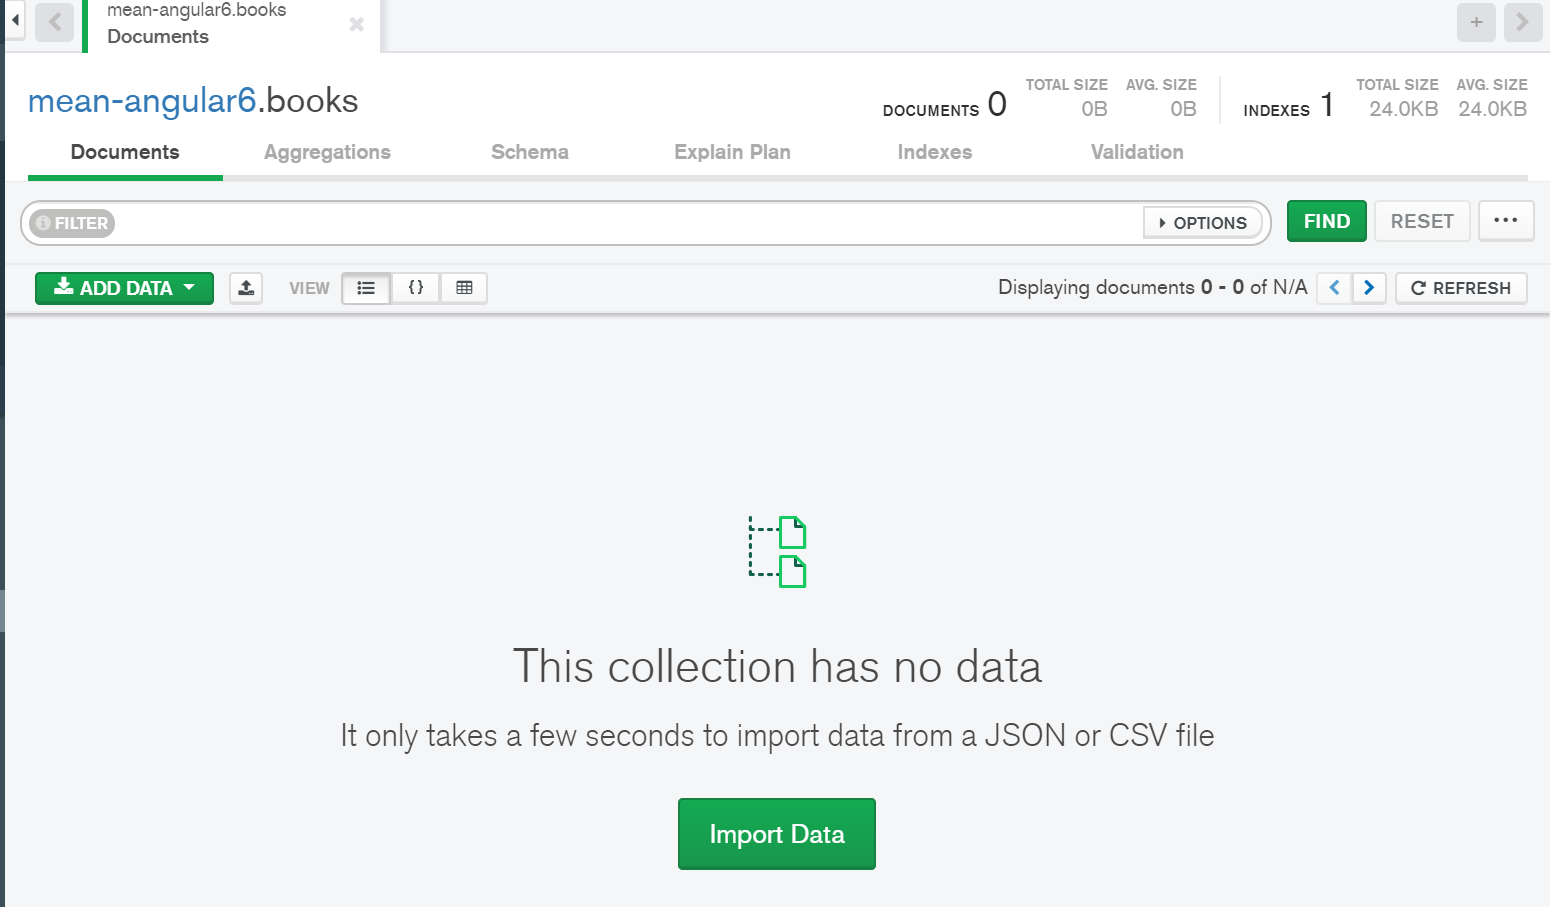 mean-angular6.books
Documents
+
mean-angular6.books
DOCUMENTS 0
TOTAL SIZE
0B
AVG. SIZE
0B
INDEXES 1
TOTAL SIZE
24.0KB
AVG. SIZE
24.0KB
Documents Aggregations Schema Explain Plan Indexes Validation
FILTER
OPTIONS
FIND
RESET
...
ADD DATA
VIEW
{}
Displaying documents 0 - 0 of N/A
REFRESH
This collection has no data
It only takes a few seconds to import data from a JSON or CSV file
Import Data